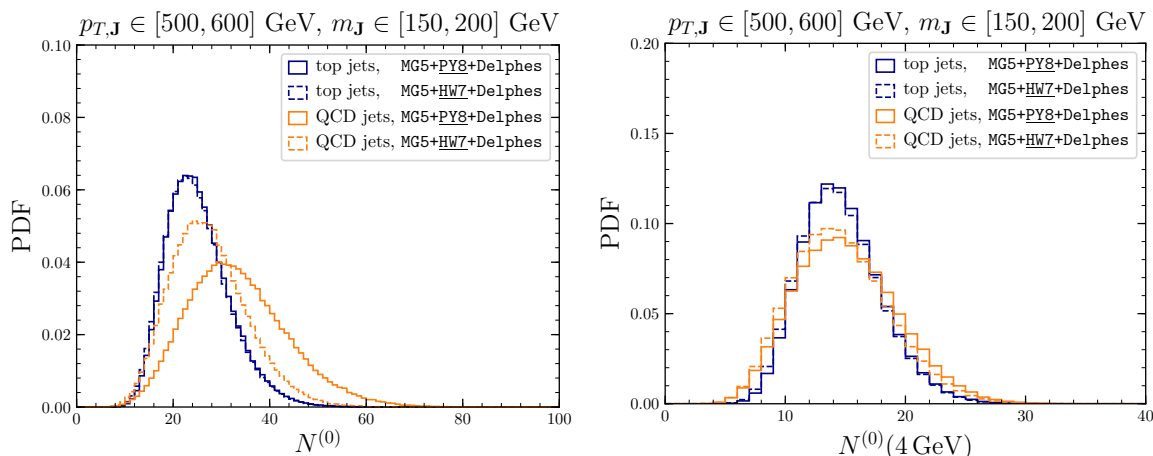 p_{T,J} ∈ [500, 600] GeV, m_J ∈ [150, 200] GeV
0.10
0.08
0.06
0.04
0.02
0.00
PDF
top jets, MG5+PY8+Delphes
top jets, MG5+HW7+Delphes
QCD jets, MG5+PY8+Delphes
QCD jets, MG5+HW7+Delphes
0 20 40 60 80 100
N^{(0)}
p_{T,J} ∈ [500, 600] GeV, m_J ∈ [150, 200] GeV
0.20
0.15
0.10
0.05
0.00
PDF
top jets, MG5+PY8+Delphes
top jets, MG5+HW7+Delphes
QCD jets, MG5+PY8+Delphes
QCD jets, MG5+HW7+Delphes
0 10 20 30 40
N^{(0)}(4 GeV)